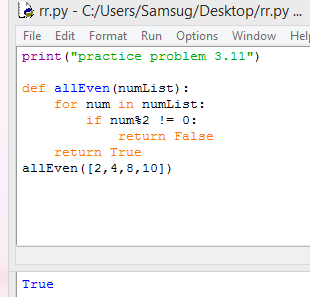 rr.py - C:/Users/Samsug/Desktop/rr.py ...
File Edit Format Run Options Window Hel
print("practice problem 3.11")
def allEven(numList):
    for num in numList:
        if num%2 != 0:
            return False
    return True
allEven([2,4,8,10])
True